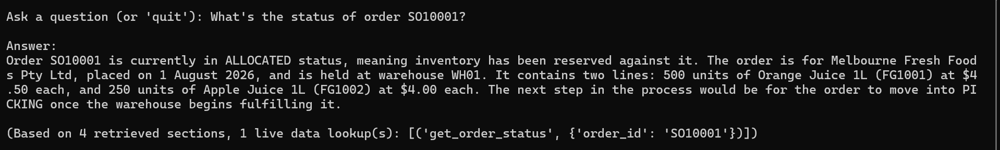 Ask a question (or 'quit'): What's the status of order SO10001?
Answer:
Order SO10001 is currently in ALLOCATED status, meaning inventory has been reserved against it. The order is for Melbourne Fresh Food
s Pty Ltd, placed on 1 August 2026, and is held at warehouse WH01. It contains two lines: 500 units of Orange Juice 1L (FG1001) at $4
.50 each, and 250 units of Apple Juice 1L (FG1002) at $4.00 each. The next step in the process would be for the order to move into PI
CKING once the warehouse begins fulfilling it.
(Based on 4 retrieved sections, 1 live data lookup(s): [('get_order_status', {'order_id': 'SO10001'})])